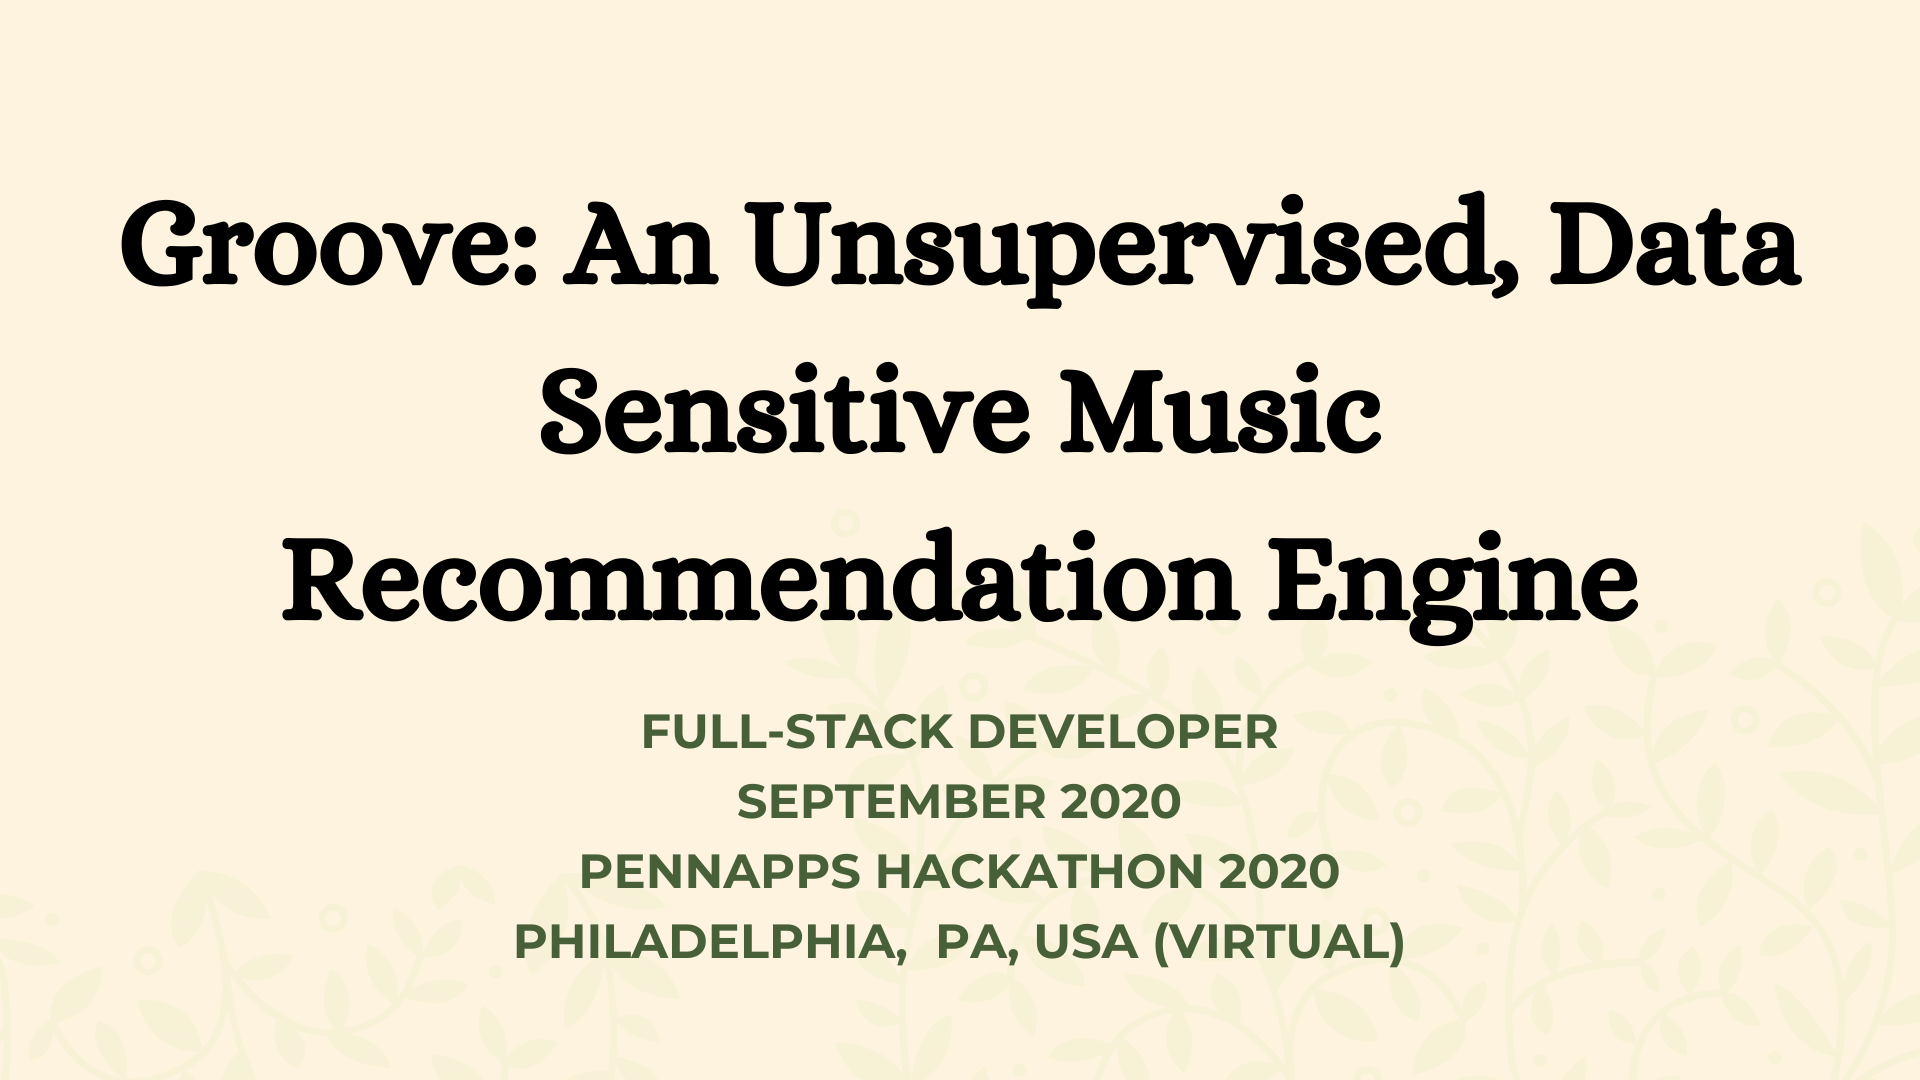 Groove: An Unsupervised, Data
Sensitive Music
Recommendation Engine
FULL-STACK DEVELOPER
SEPTEMBER 2020
PENNAPPS HACKATHON 2020
PHILADELPHIA, PA, USA (VIRTUAL)